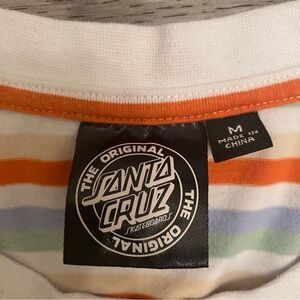 THE ORIGINAL
SANTA
CRUZ
SKATEBOARDS
THE ORIGINAL
M
MADE IN
CHINA